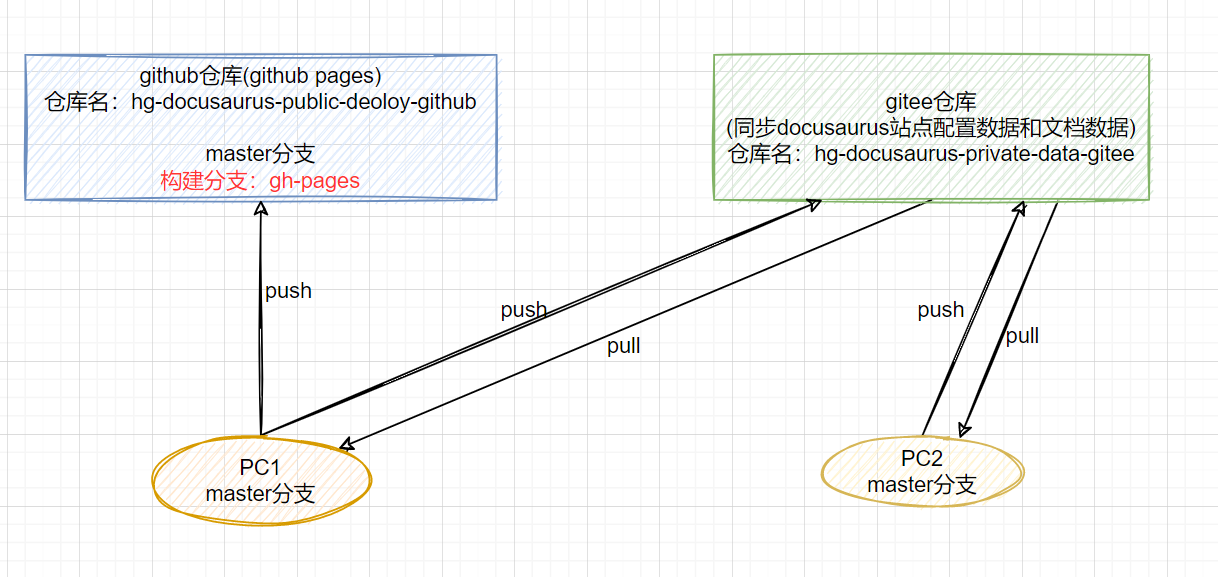 github仓库(github pages)
仓库名：hg-docusaurus-public-deoloy-github
master分支
构建分支：gh-pages
gitee仓库
(同步docusaurus站点配置数据和文档数据)
仓库名：hg-docusaurus-private-data-gitee
push
push
pull
push
pull
PC1
master分支
PC2
master分支